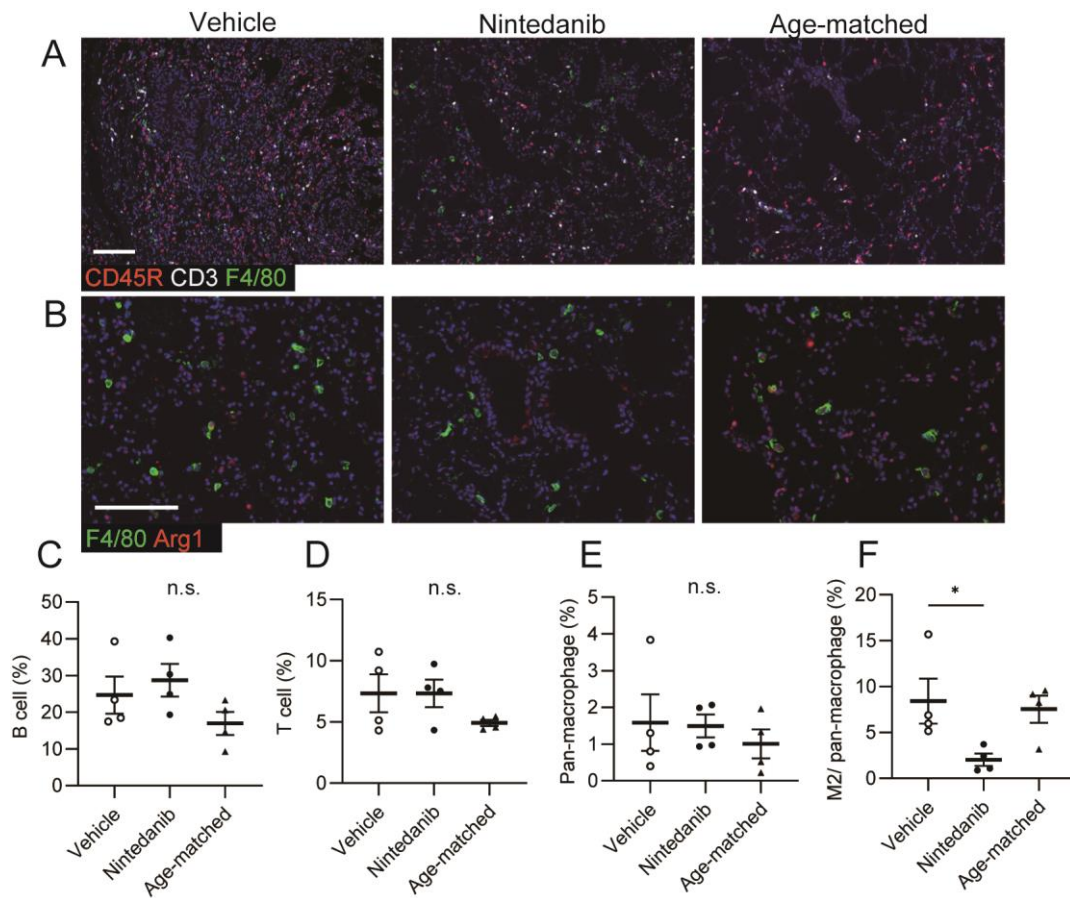 Vehicle
Nintedanib
Age-matched
A
CD45R CD3 F4/80
B
F4/80 Arg1
C
n.s.
B cell (%)
50
40
30
20
10
0
Vehicle
Nintedanib
Age-matched
D
n.s.
T cell (%)
15
10
5
0
Vehicle
Nintedanib
Age-matched
E
n.s.
Pan-macrophage (%)
5
4
3
2
1
0
Vehicle
Nintedanib
Age-matched
F
*
M2/ pan-macrophage (%)
20
15
10
5
0
Vehicle
Nintedanib
Age-matched